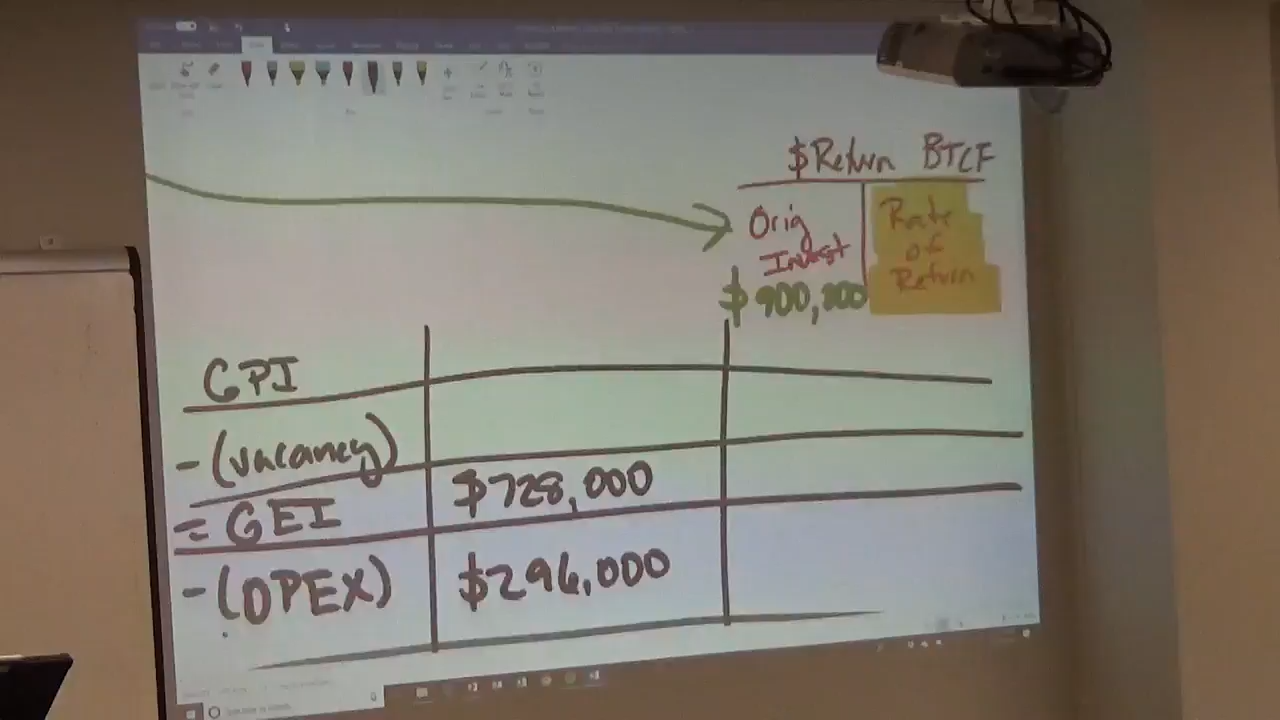 $Return BTCF
Orig Invest
Rate of Return
$900,000
GPI
- (vacancy)
= GEI $728,000
- (OPEX) $296,000